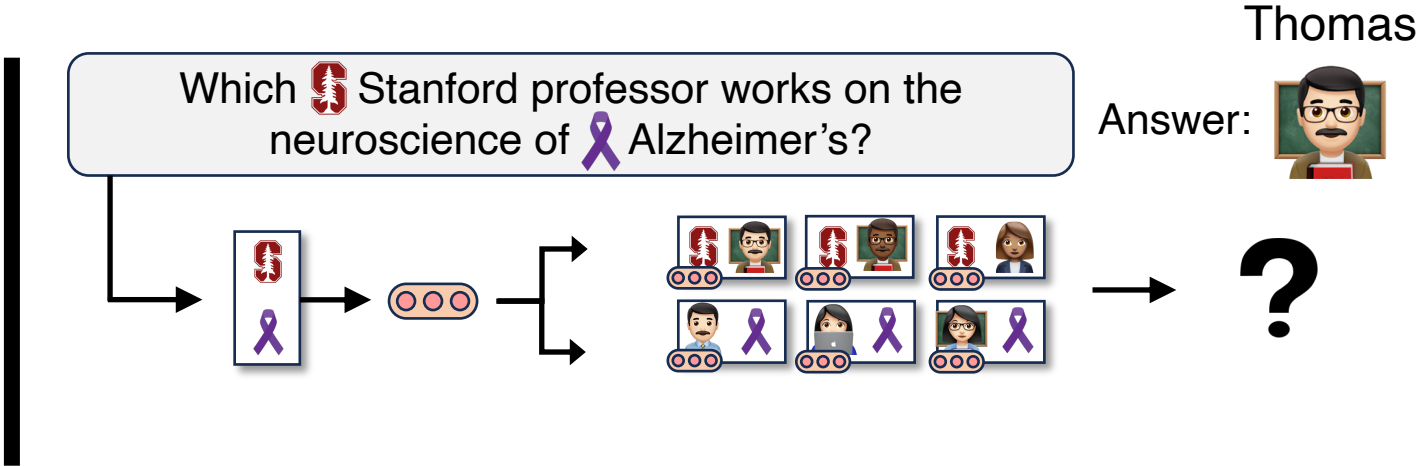 Thomas
Which S Stanford professor works on the
neuroscience of Alzheimer's?
Answer:
?